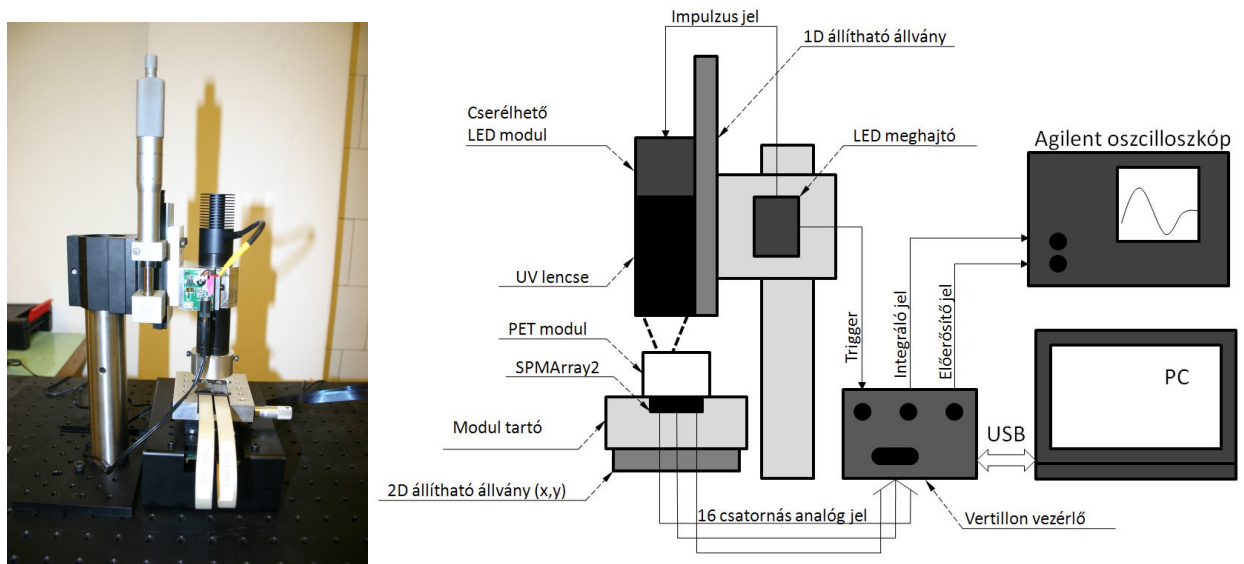 Impulzus jel
1D állítható állvány
Cserélhető
LED modul
LED meghajtó
Agilent oszcilloszkóp
UV lencse
PET modul
SPMArray2
Trigger
Integráló jel
Előerősítő jel
PC
Modul tartó
USB
2D állítható állvány (x,y)
16 csatornás analóg jel
Vertillon vezérlő